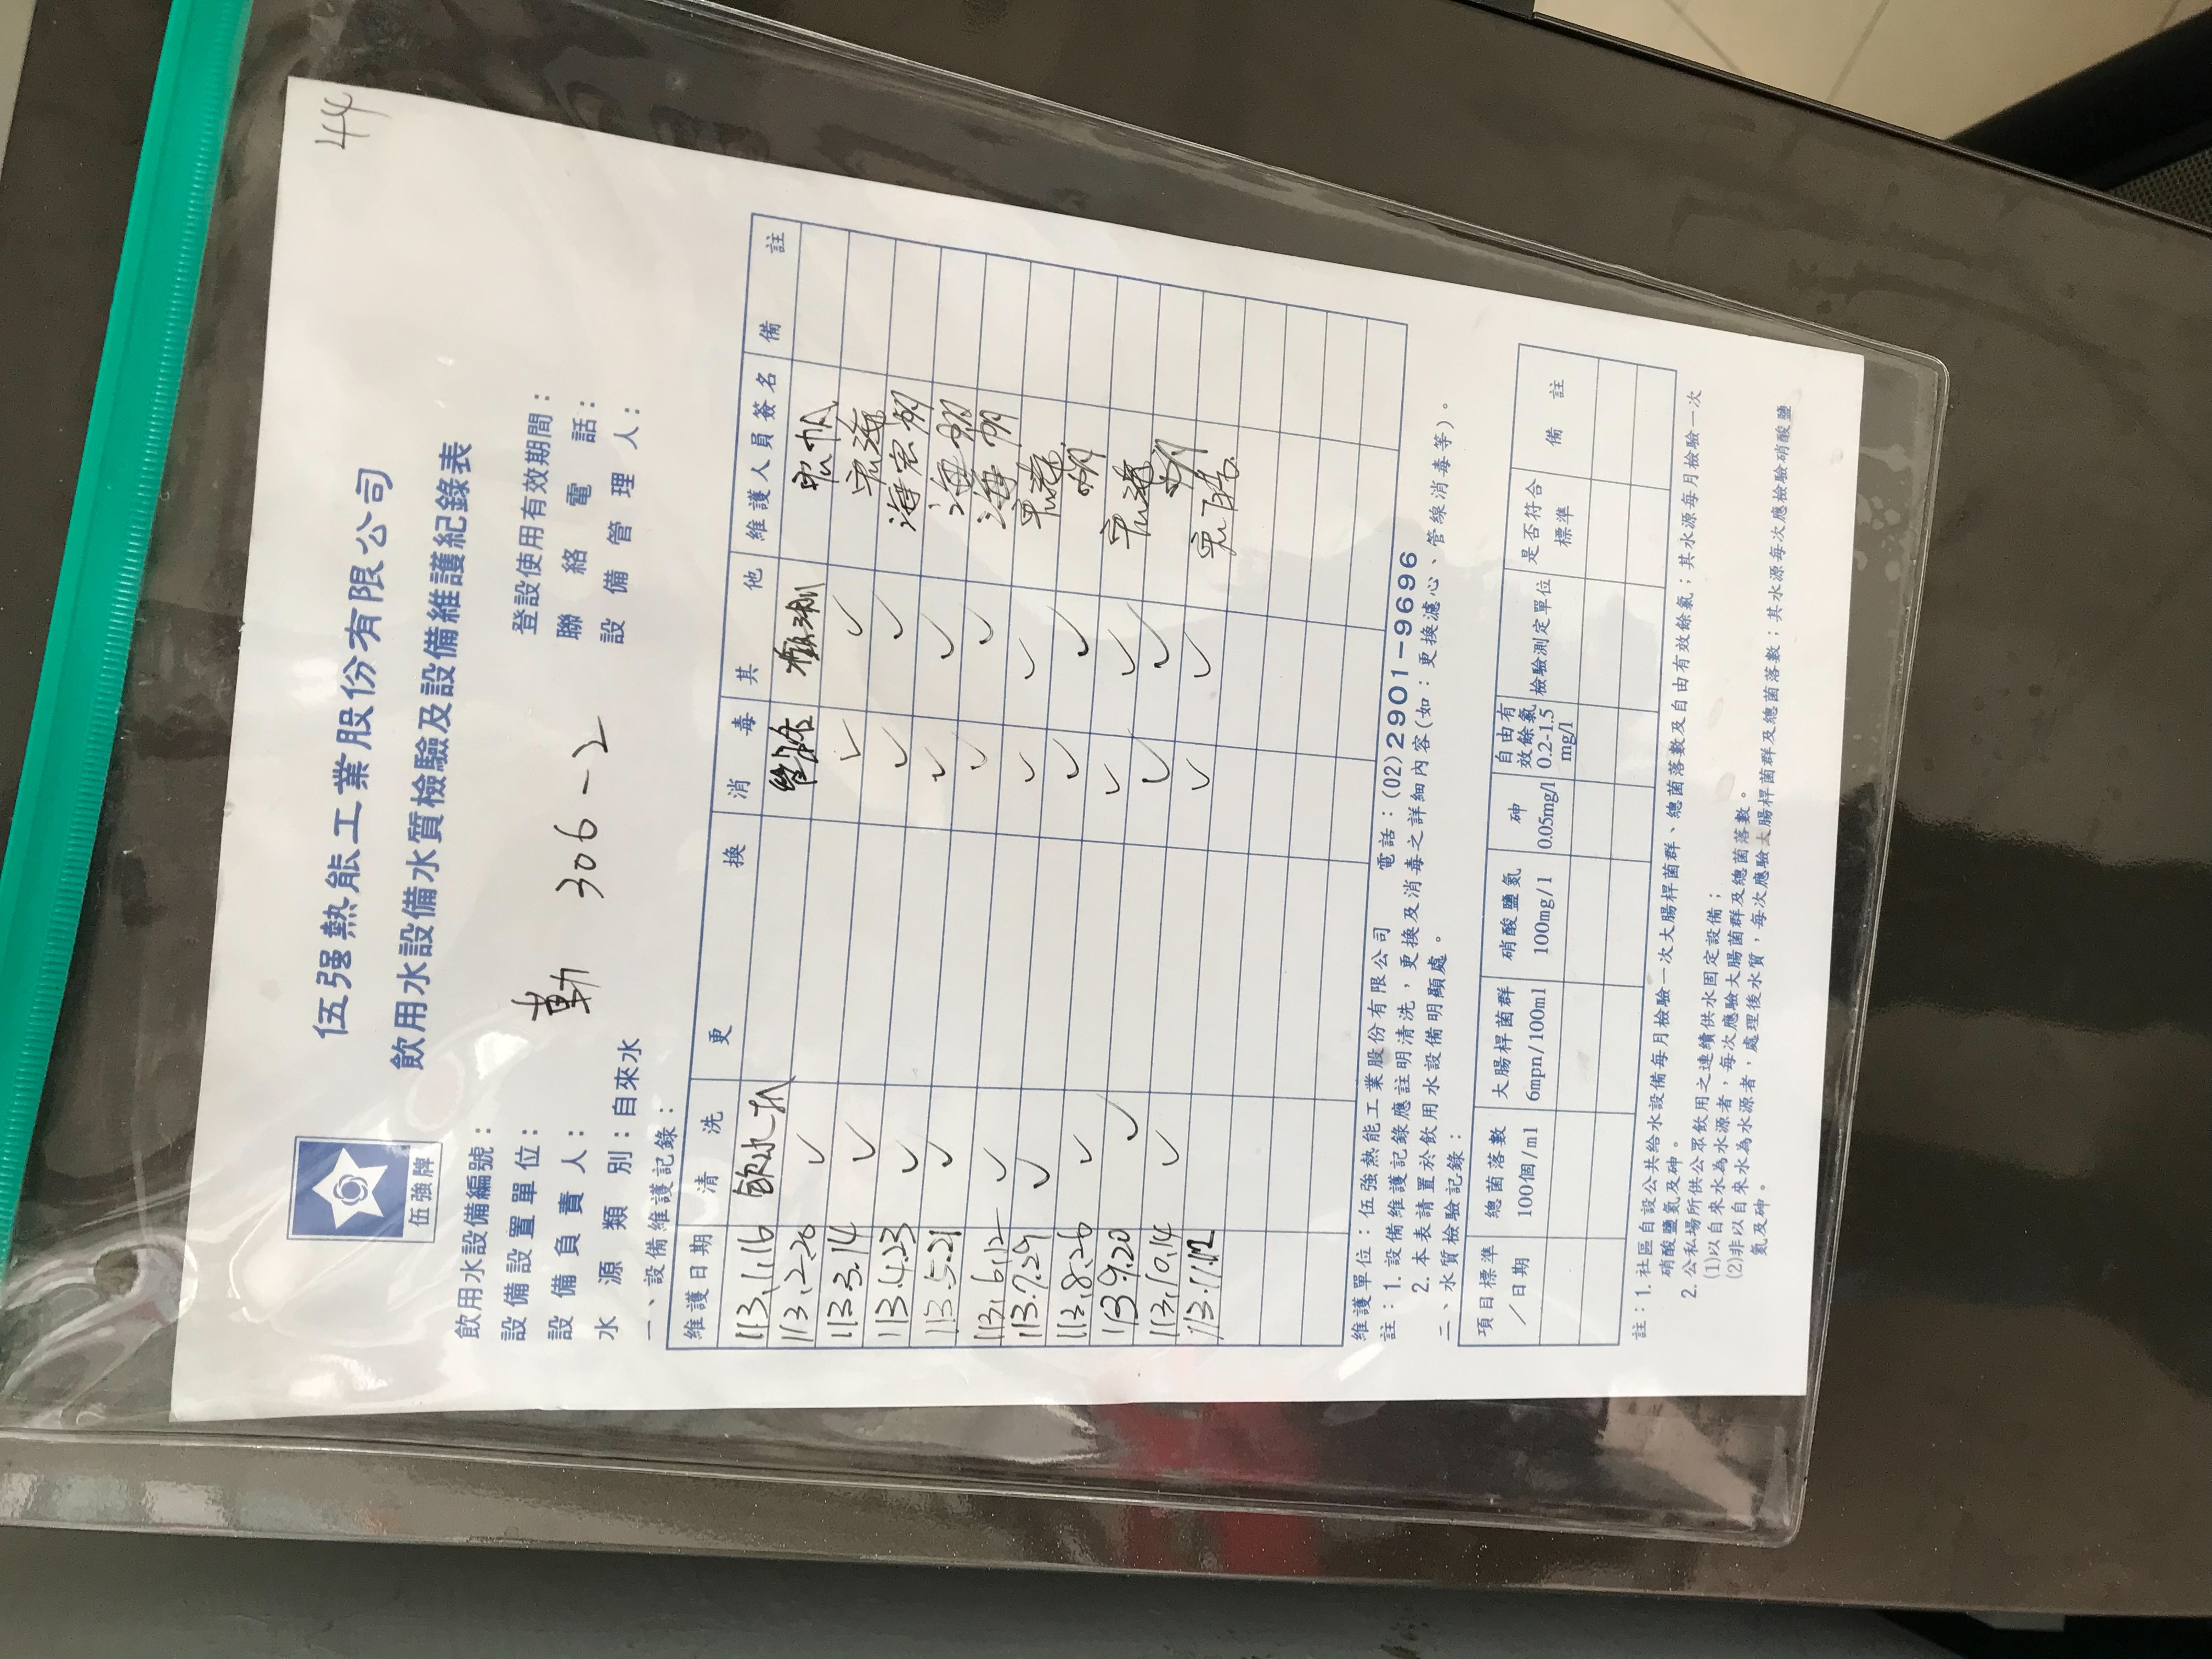 44
伍强熱能工業股份有限公司
飲用水設備水質檢驗及設備維護紀錄表
伍強牌
飲用水設備編號：
登設使用有效期間：
設備設置單位：
勤 306-2
聯絡電話：
設備負責人：
設備管理人：
水源類別：自來水
一、設備維護記錄：
維護日期 清洗 更換 消毒 其他 維護人員簽名 備註
113.1.16 飲水機
113.2.20 ✓ ✓ ✓
113.3.14 ✓ ✓ ✓
113.4.23 ✓ ✓ ✓
113.5.21 ✓ ✓ ✓
113.6.12 ✓ ✓ ✓
113.7.29 ✓ ✓ ✓
113.8.26 ✓ ✓ ✓
113.9.20 ✓ ✓ ✓
113.10.14 ✓ ✓ ✓
113.11.12
維護單位：伍強熱能工業股份有限公司 電話：(02)2901-9696
註：1. 設備維護記錄應註明清洗，更換及消毒之詳細內容(如：更換濾心、管線消毒等)。
2. 本表請置於飲用水設備明顯處。
二、水質檢驗記錄：
項目標準／日期 總菌落數 100個/ml 大腸桿菌群 6mpn/100ml 硝酸鹽氮 100mg/l 砷 0.05mg/l 自由有效餘氯 0.2-1.5 mg/l 檢驗測定單位 是否符合標準 備註
註：1. 社區自設公共給水設備每月檢驗一次大腸桿菌群、總菌落數及自由有效餘氯；其水源每月檢驗一次
硝酸鹽氮及砷。
2. 公私場所供公眾飲用之連續供水固定設備；
(1)以自來水為水源者，每次應驗大腸菌群及總菌落數。
(2)非以自來水為水源者，處理後水質，每次應驗大腸桿菌群及總菌落數；其水源每次應檢驗硝酸鹽
氮及砷。